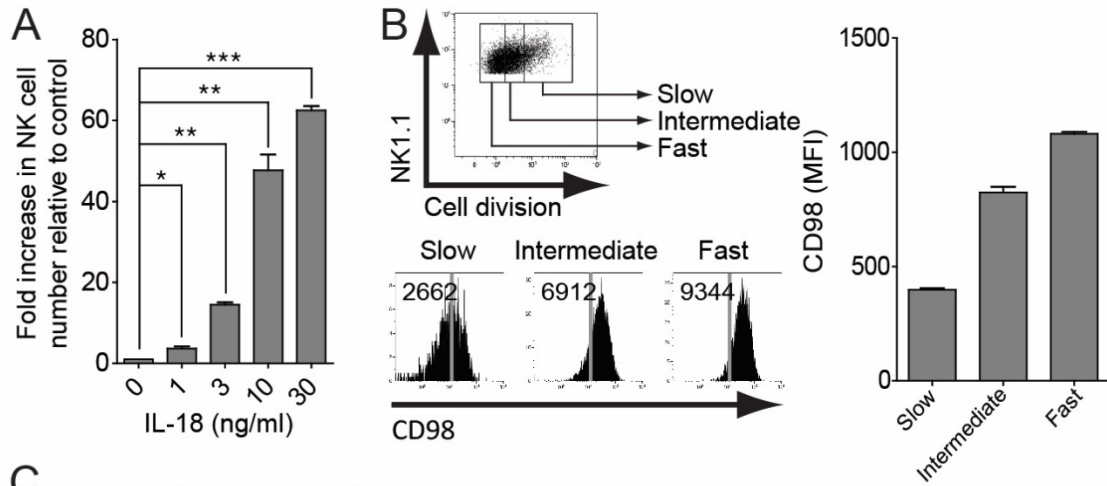 A
Fold increase in NK cell
number relative to control
80
60
40
20
0
***
**
**
*
0
1
3
10
30
IL-18 (ng/ml)
B
NK1.1
Cell division
Slow
Intermediate
Fast
Slow
Intermediate
Fast
2662
6912
9344
CD98
CD98 (MFI)
1500
1000
500
0
Slow
Intermediate
Fast
C